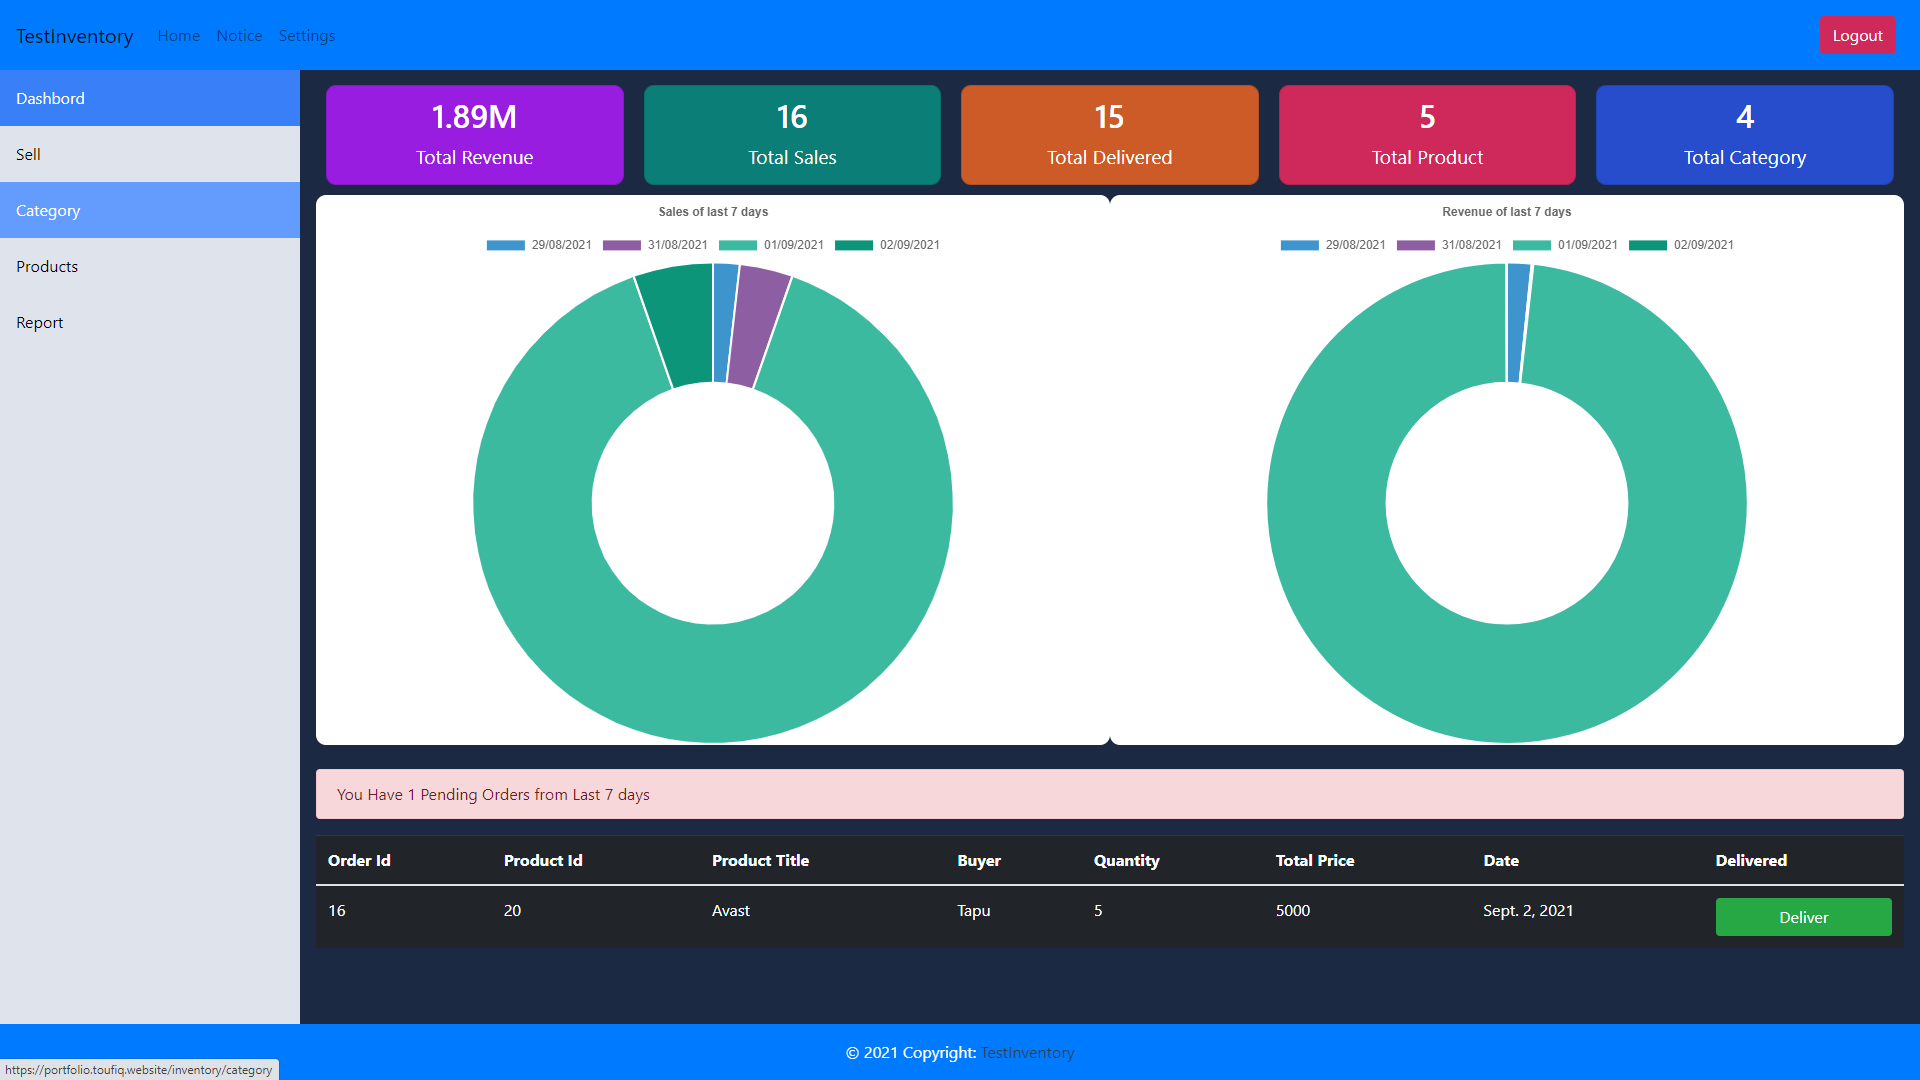 TestInventory Home Notice Settings Logout
Dashbord
Sell
Category
Products
Report
1.89M
Total Revenue
16
Total Sales
15
Total Delivered
5
Total Product
4
Total Category
Sales of last 7 days
29/08/2021 31/08/2021 01/09/2021 02/09/2021
Revenue of last 7 days
29/08/2021 31/08/2021 01/09/2021 02/09/2021
You Have 1 Pending Orders from Last 7 days
Order Id Product Id Product Title Buyer Quantity Total Price Date Delivered
16 20 Avast Tapu 5 5000 Sept. 2, 2021 Deliver
© 2021 Copyright: TestInventory
https://portfolio.toufiq.website/inventory/category